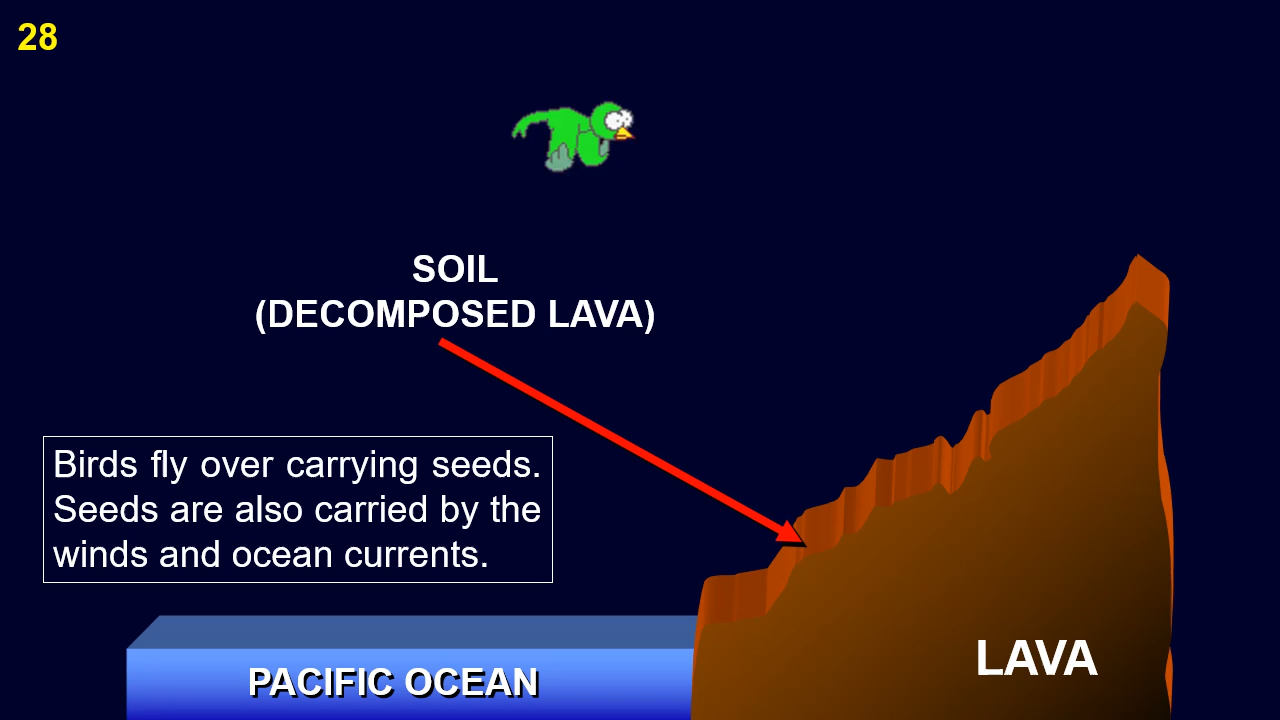 28
SOIL
(DECOMPOSED LAVA)
Birds fly over carrying seeds.
Seeds are also carried by the
winds and ocean currents.
LAVA
PACIFIC OCEAN